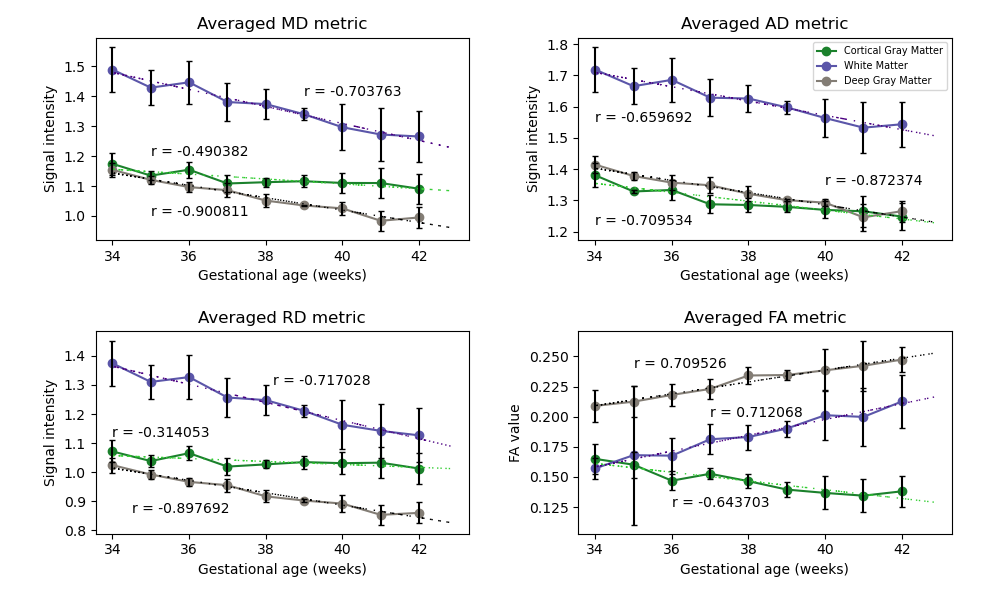 Averaged MD metric
Signal intensity
1.5
1.4
1.3
1.2
1.1
1.0
r = -0.703763
r = -0.490382
r = -0.900811
34 36 38 40 42
Gestational age (weeks)
Averaged AD metric
Signal intensity
1.8
1.7
1.6
1.5
1.4
1.3
1.2
Cortical Gray Matter
White Matter
Deep Gray Matter
r = -0.659692
r = -0.872374
r = -0.709534
34 36 38 40 42
Gestational age (weeks)
Averaged RD metric
Signal intensity
1.4
1.3
1.2
1.1
1.0
0.9
0.8
r = -0.717028
r = -0.314053
r = -0.897692
34 36 38 40 42
Gestational age (weeks)
Averaged FA metric
FA value
0.250
0.225
0.200
0.175
0.150
0.125
r = 0.709526
r = 0.712068
r = -0.643703
34 36 38 40 42
Gestational age (weeks)